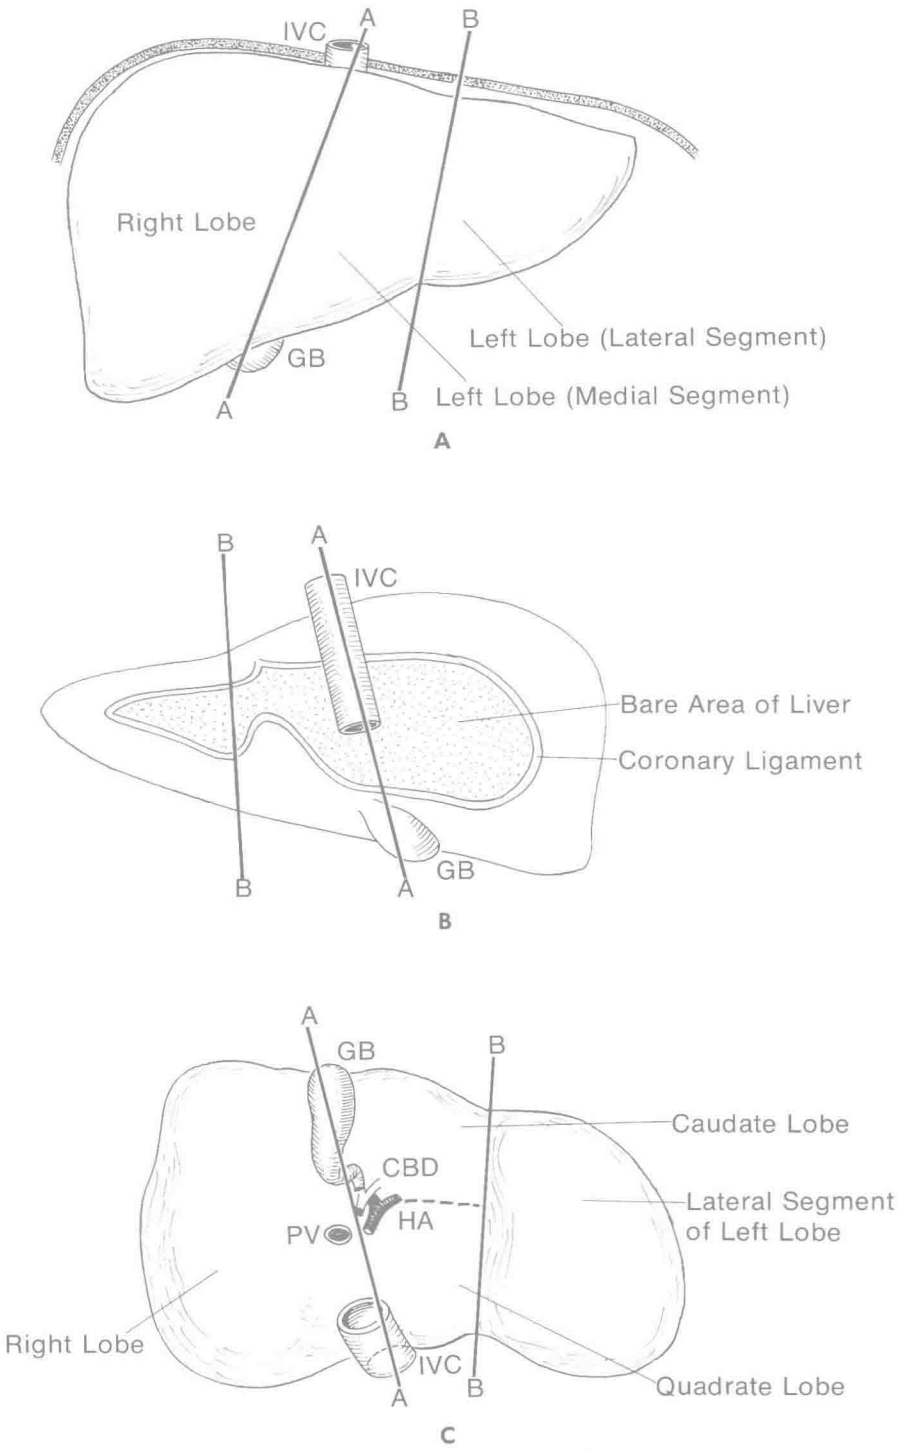 IVC
A
B
Right Lobe
Left Lobe (Lateral Segment)
GB
Left Lobe (Medial Segment)
A
B
A
B
A
IVC
Bare Area of Liver
Coronary Ligament
GB
B
A
B
A
GB
B
Caudate Lobe
CBD
Lateral Segment
of Left Lobe
HA
PV
Right Lobe
IVC
Quadrate Lobe
A
B
C